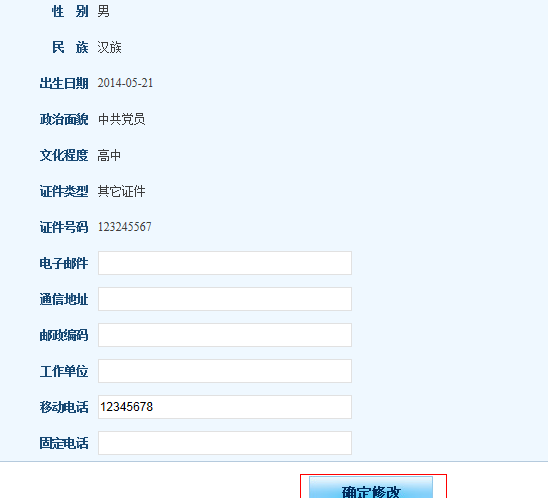 性 别 男
民 族 汉族
出生日期 2014-05-21
政治面貌 中共党员
文化程度 高中
证件类型 其它证件
证件号码 123245567
电子邮件
通信地址
邮政编码
工作单位
移动电话 12345678
固定电话
确定修改